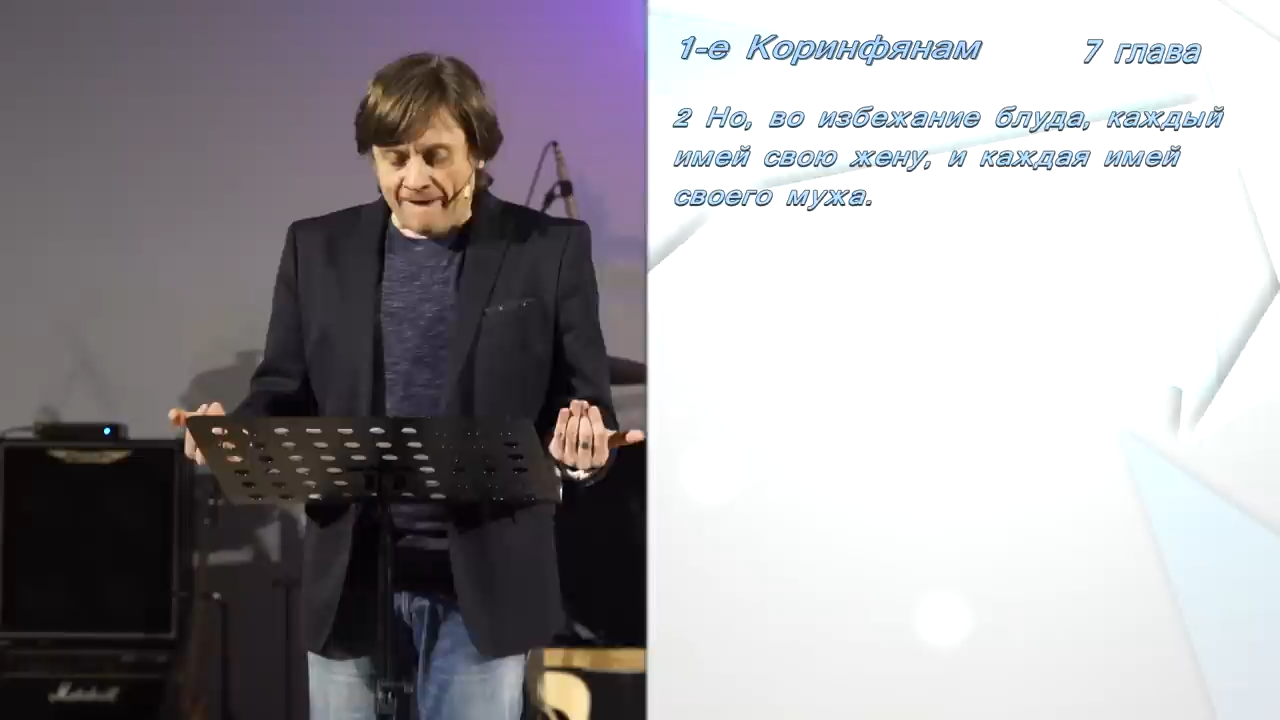 1-е Коринфянам 7 глава
2 Но, во избежание блуда, каждый
имей свою жену, и каждая имей
своего мужа.
Marshall